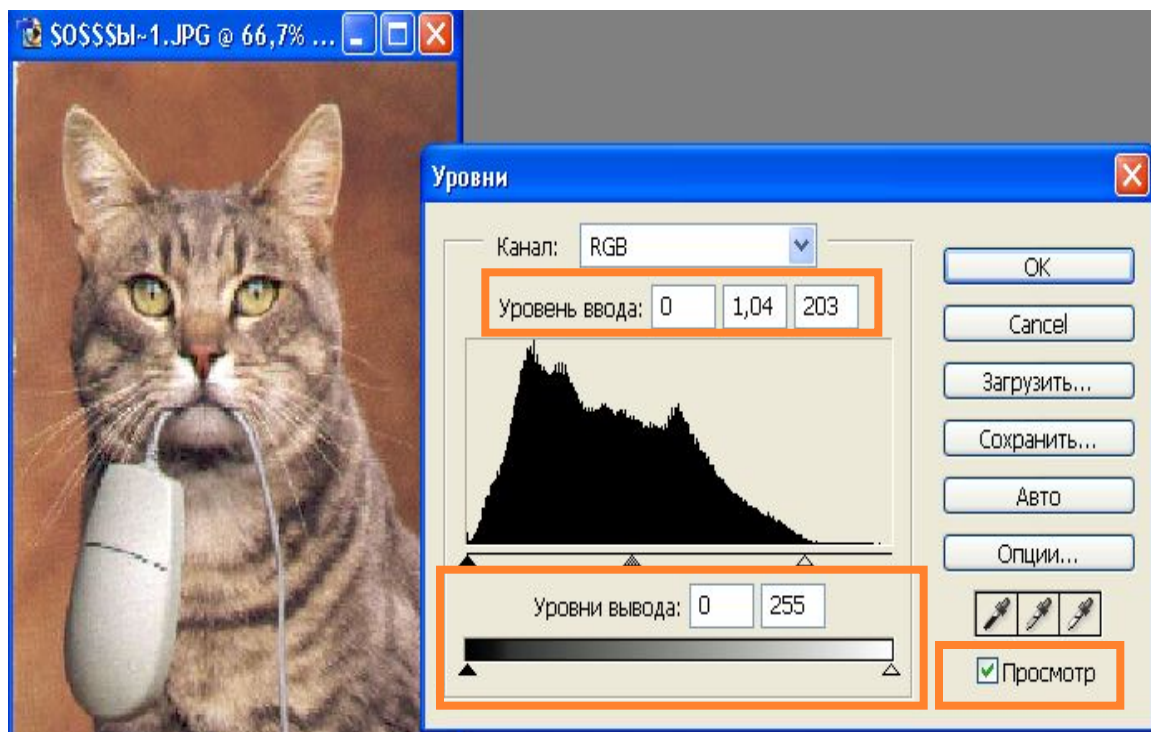 $O$$$Ы~1.JPG @ 66,7% ...
Уровни
Канал: RGB
Уровень ввода: 0 1,04 203
Уровни вывода: 0 255
OK
Cancel
Загрузить...
Сохранить...
Авто
Опции...
Просмотр